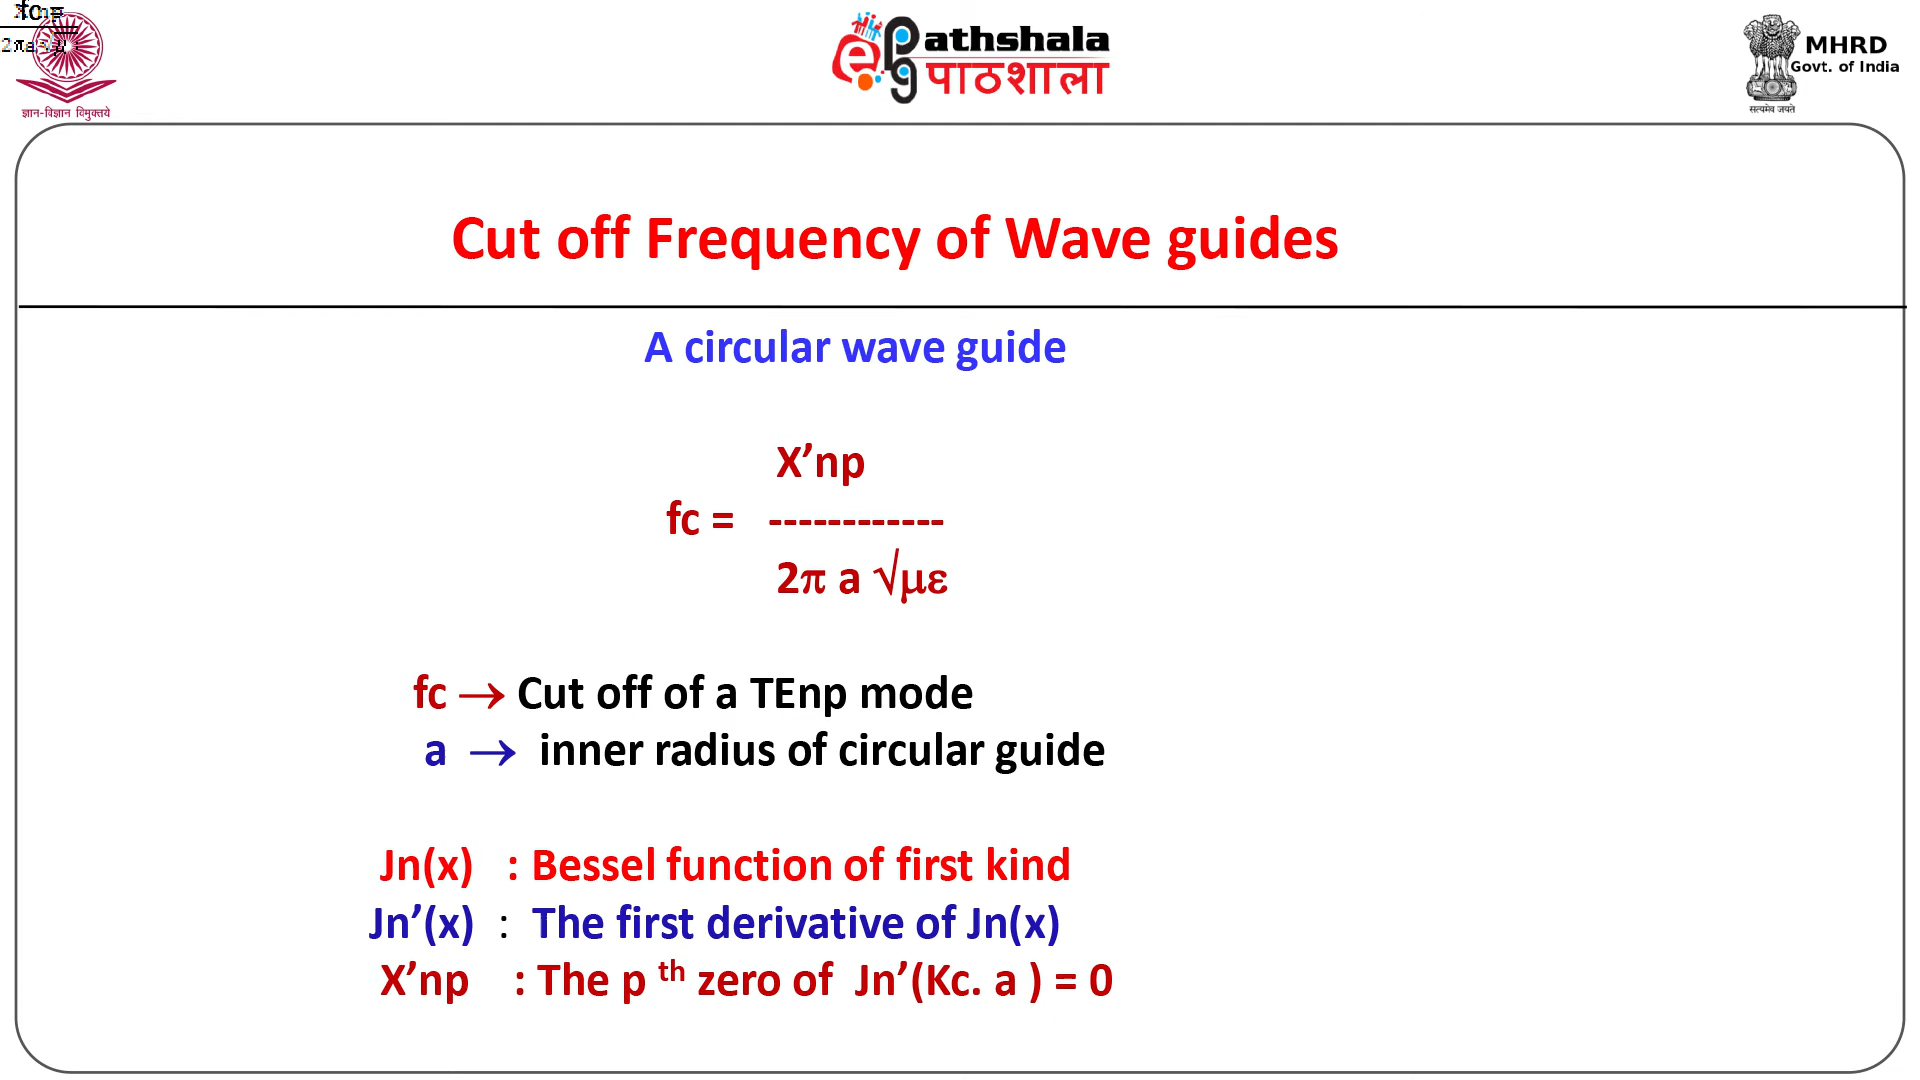 ज्ञान-विज्ञान विमुक्तये
ePG Pathshala
पाठशाला
MHRD
Govt. of India
सत्यमेव जयते
Cut off Frequency of Wave guides
A circular wave guide
X’np
fc = ------------
2π a √με
fc → Cut off of a TEnp mode
a → inner radius of circular guide
Jn(x) : Bessel function of first kind
Jn’(x) : The first derivative of Jn(x)
X’np : The p th zero of Jn’(Kc. a ) = 0